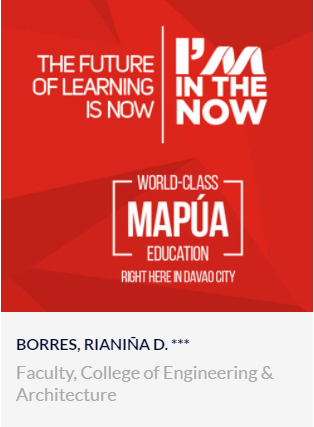 THE FUTURE
OF LEARNING
IS NOW
I'M
IN THE
NOW
WORLD-CLASS
MAPÚA
EDUCATION
RIGHT HERE IN DAVAO CITY
BORRES, RIANIÑA D. ***
Faculty, College of Engineering &
Architecture